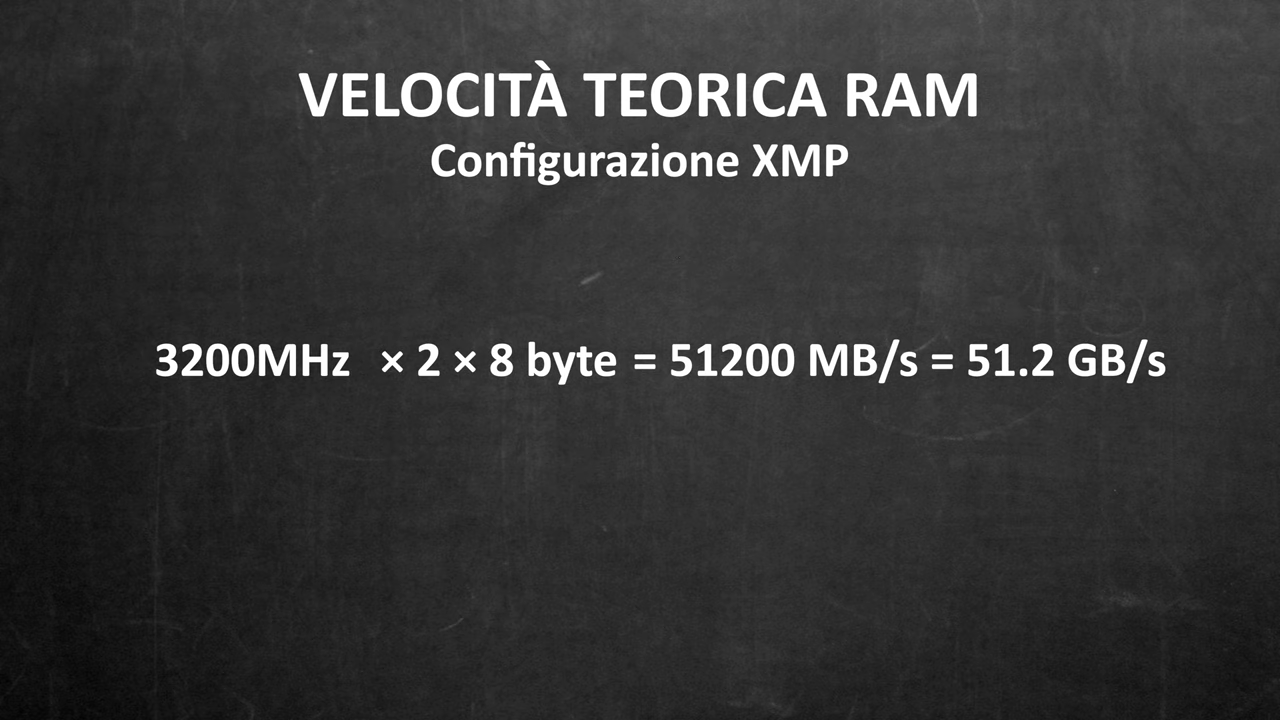 VELOCITÀ TEORICA RAM
Configurazione XMP
3200MHz × 2 × 8 byte = 51200 MB/s = 51.2 GB/s